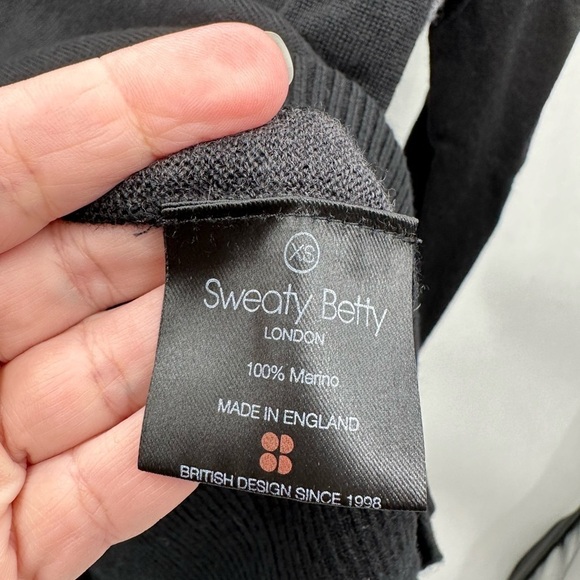 XS
Sweaty Betty
LONDON
100% Merino
MADE IN ENGLAND
BRITISH DESIGN SINCE 1998